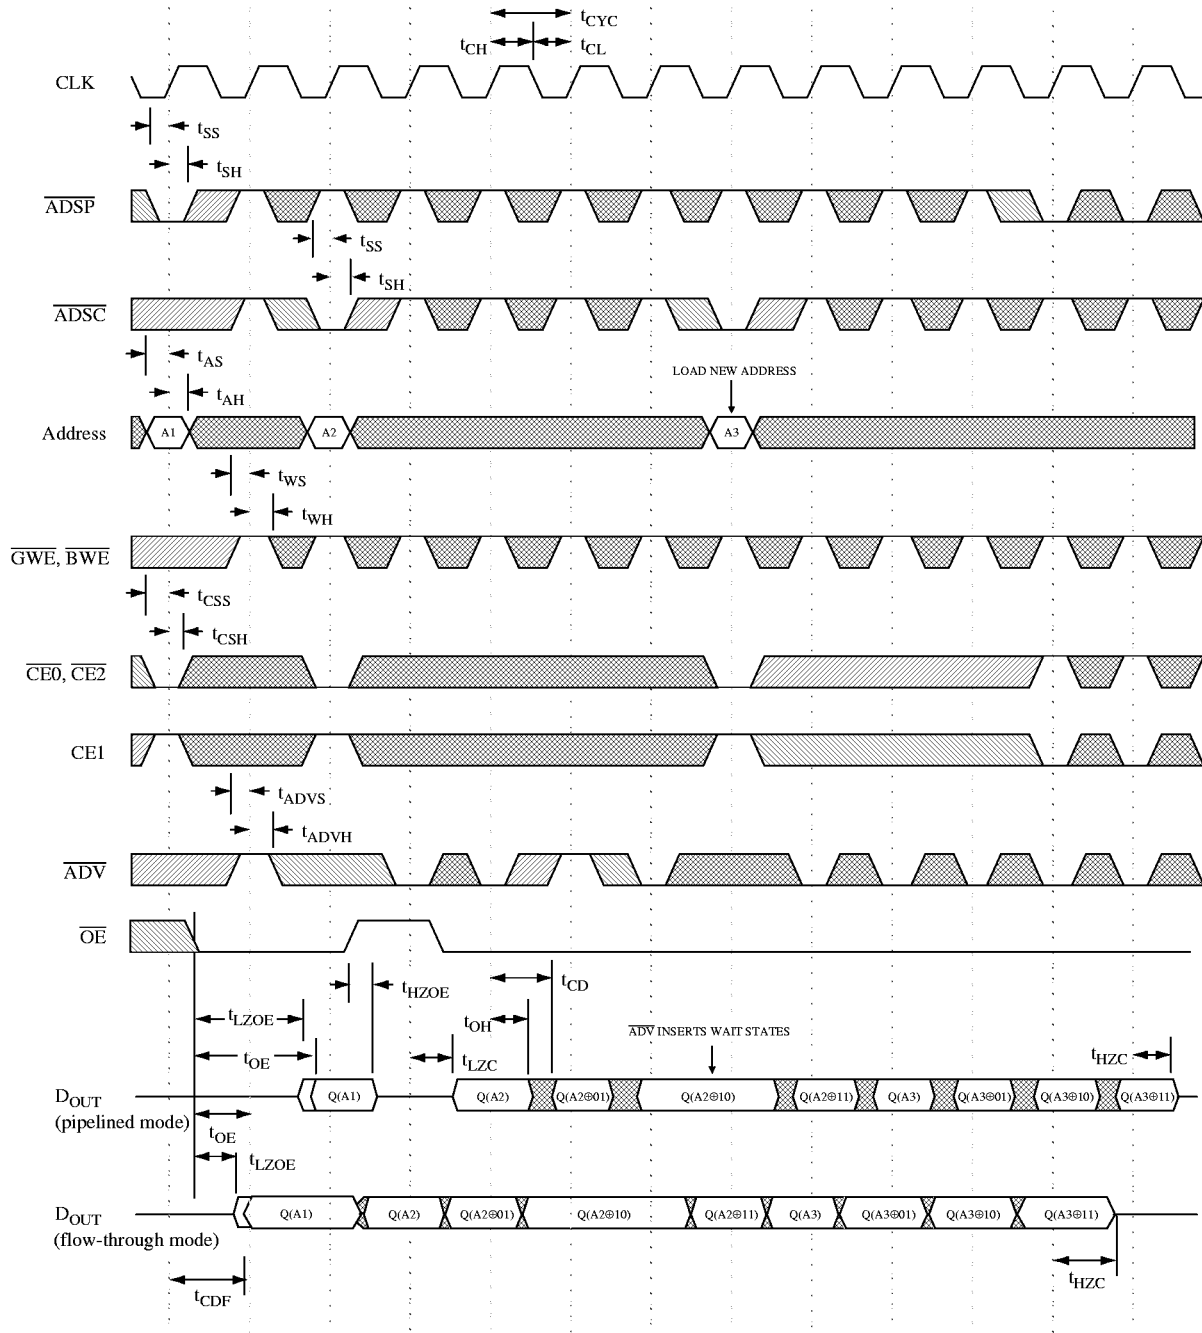 tCYC
tCH
tCL
CLK
tSS
tSH
ADSP
tSS
tSH
ADSC
tAS
LOAD NEW ADDRESS
tAH
Address
A1
A2
A3
tWS
tWH
GWE, BWE
tCSS
tCSH
CE0, CE2
CE1
tADVS
tADVH
ADV
OE
tHZOE
tCD
tLZOE
tOH
ADV INSERTS WAIT STATES
tOE
tLZC
tHZC
DOUT
(pipelined mode)
Q(A1)
Q(A2)
Q(A2⊕01)
Q(A2⊕10)
Q(A2⊕11)
Q(A3)
Q(A3⊕01)
Q(A3⊕10)
Q(A3⊕11)
tOE
tLZOE
DOUT
(flow-through mode)
Q(A1)
Q(A2)
Q(A2⊕01)
Q(A2⊕10)
Q(A2⊕11)
Q(A3)
Q(A3⊕01)
Q(A3⊕10)
Q(A3⊕11)
tCDF
tHZC